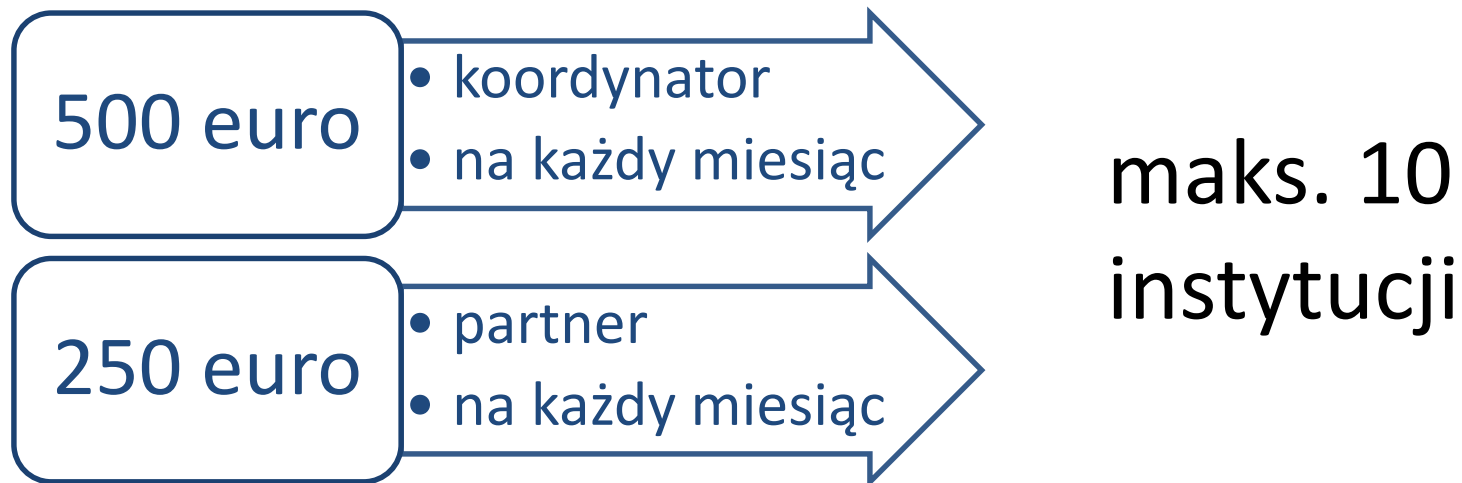 500 euro
• koordynator
• na każdy miesiąc
250 euro
• partner
• na każdy miesiąc
maks. 10
instytucji